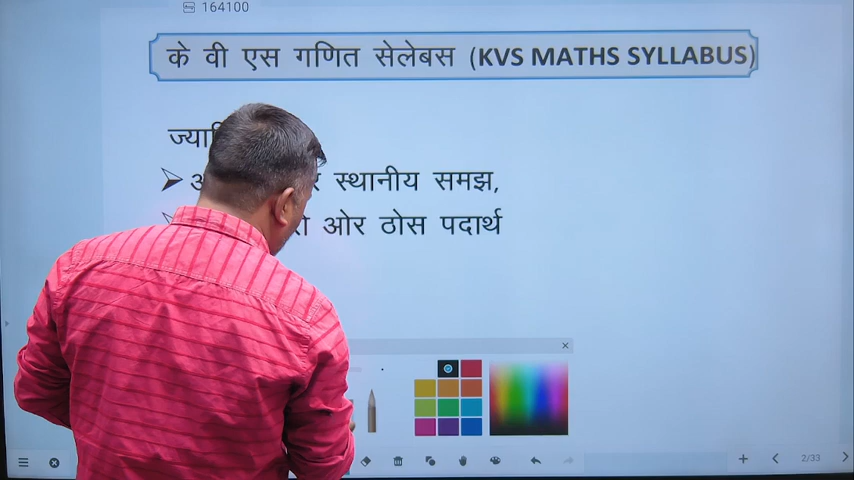 164100
के वी एस गणित सेलेबस (KVS MATHS SYLLABUS)
स्थानीय समझ,
ओर ठोस पदार्थ
2/33